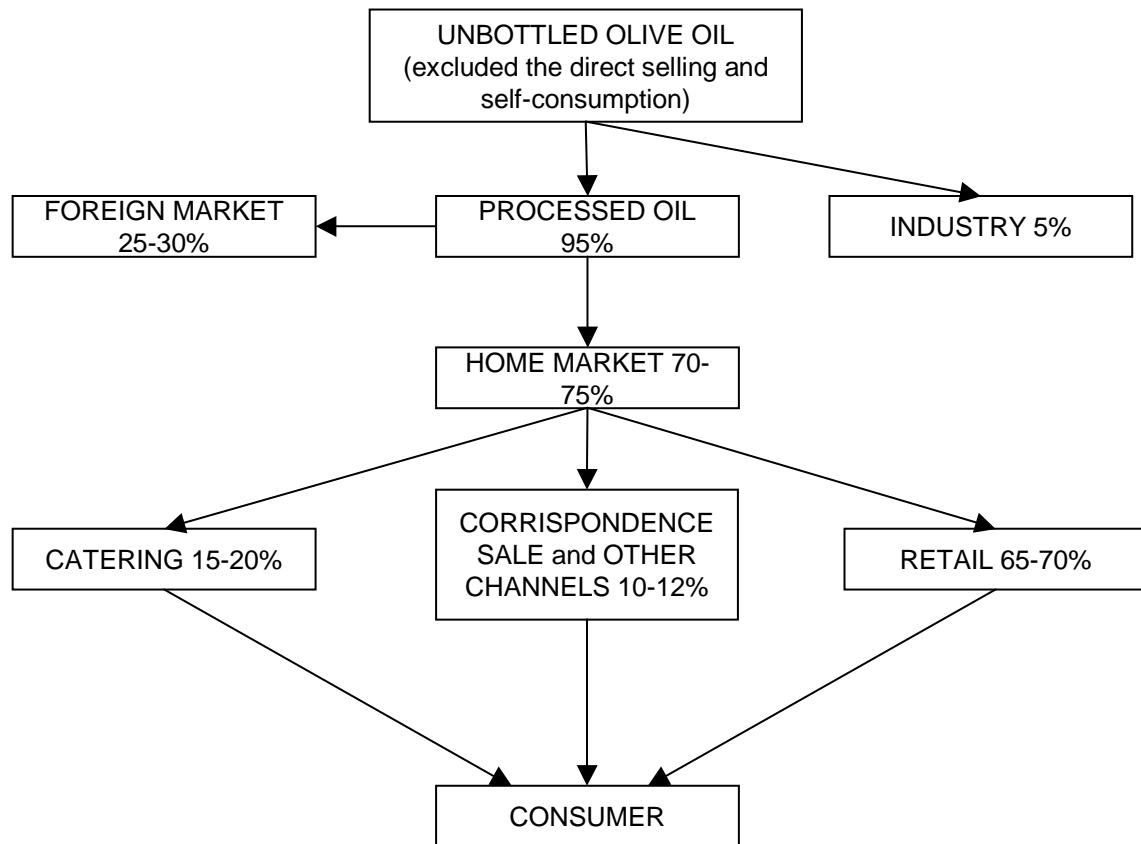 UNBOTTLED OLIVE OIL
(excluded the direct selling and
self-consumption)
FOREIGN MARKET
25-30%
PROCESSED OIL
95%
INDUSTRY 5%
HOME MARKET 70-
75%
CATERING 15-20%
CORRISPONDENCE
SALE and OTHER
CHANNELS 10-12%
RETAIL 65-70%
CONSUMER